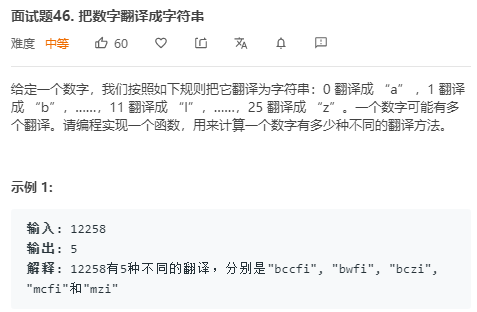 面试题46. 把数字翻译成字符串
难度 中等 60
给定一个数字，我们按照如下规则把它翻译为字符串：0 翻译成 “a” ，1 翻译
成 “b”，……，11 翻译成 “l”，……，25 翻译成 “z”。一个数字可能有多
个翻译。请编程实现一个函数，用来计算一个数字有多少种不同的翻译方法。
示例 1:
输入: 12258
输出: 5
解释: 12258有5种不同的翻译，分别是"bccfi", "bwfi", "bczi",
"mcfi"和"mzi"